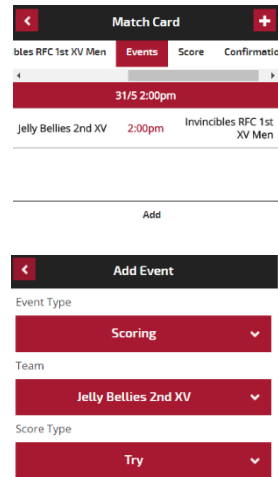 Match Card
bles RFC 1st XV Men Events Score Confirmatio
31/5 2:00pm
Jelly Bellies 2nd XV 2:00pm Invincibles RFC 1st
XV Men
Add
Add Event
Event Type
Scoring
Team
Jelly Bellies 2nd XV
Score Type
Try